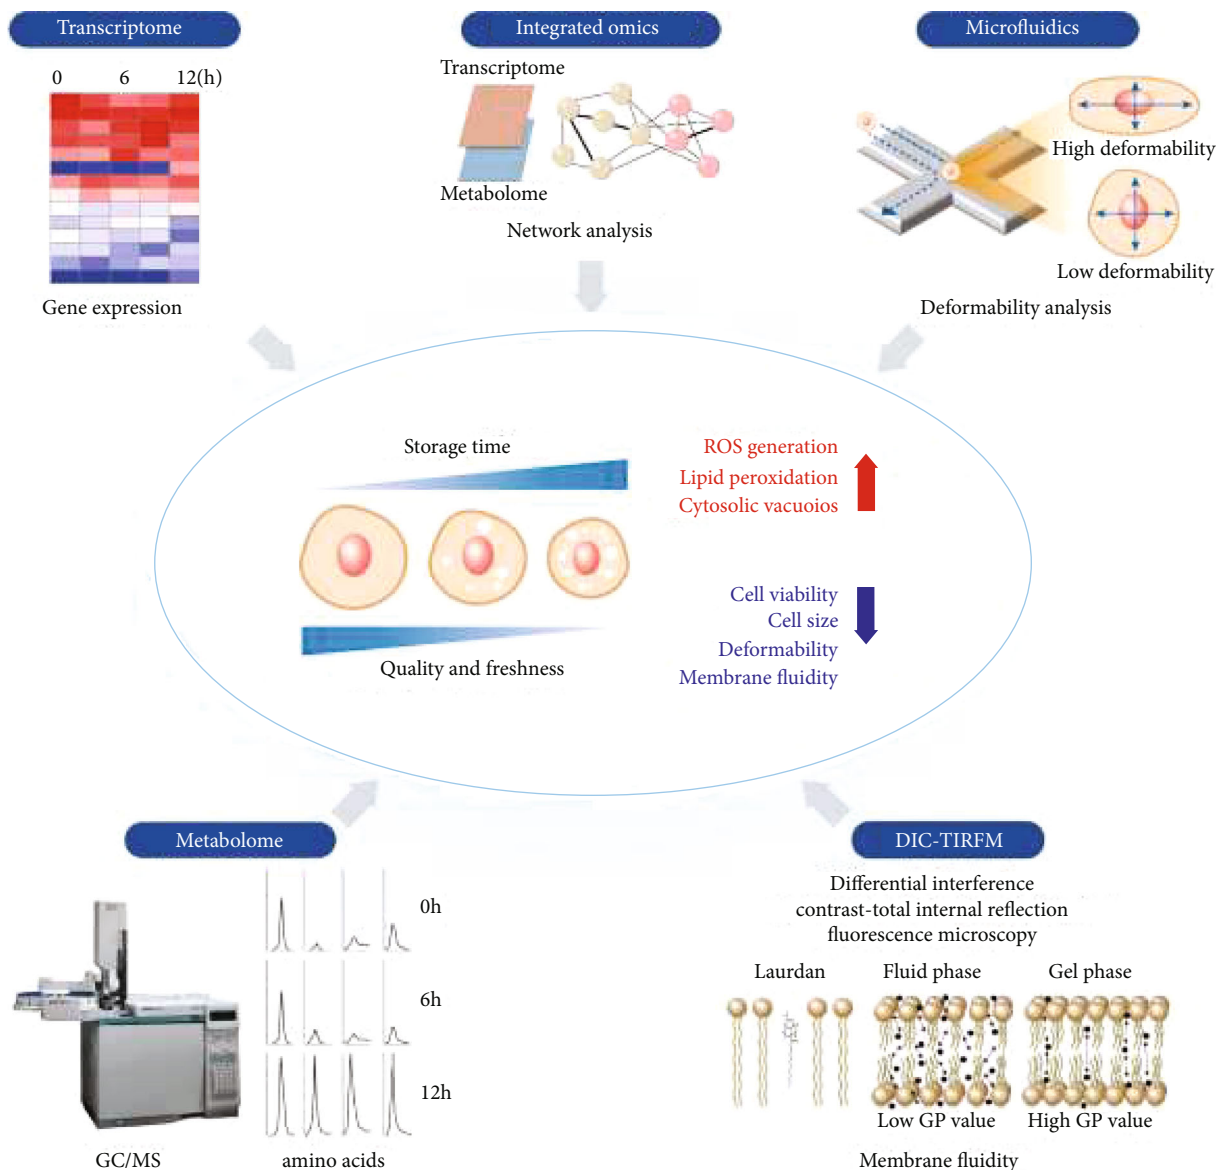 Transcriptome
0 6 12(h)
Gene expression
Integrated omics
Transcriptome
Metabolome
Network analysis
Microfluidics
High deformability
Low deformability
Deformability analysis
Storage time
Quality and freshness
ROS generation
Lipid peroxidation
Cytosolic vacuoios
Cell viability
Cell size
Deformability
Membrane fluidity
Metabolome
0h
6h
12h
GC/MS
amino acids
DIC-TIRFM
Differential interference
contrast-total internal reflection
fluorescence microscopy
Laurdan
Fluid phase
Gel phase
Low GP value
High GP value
Membrane fluidity